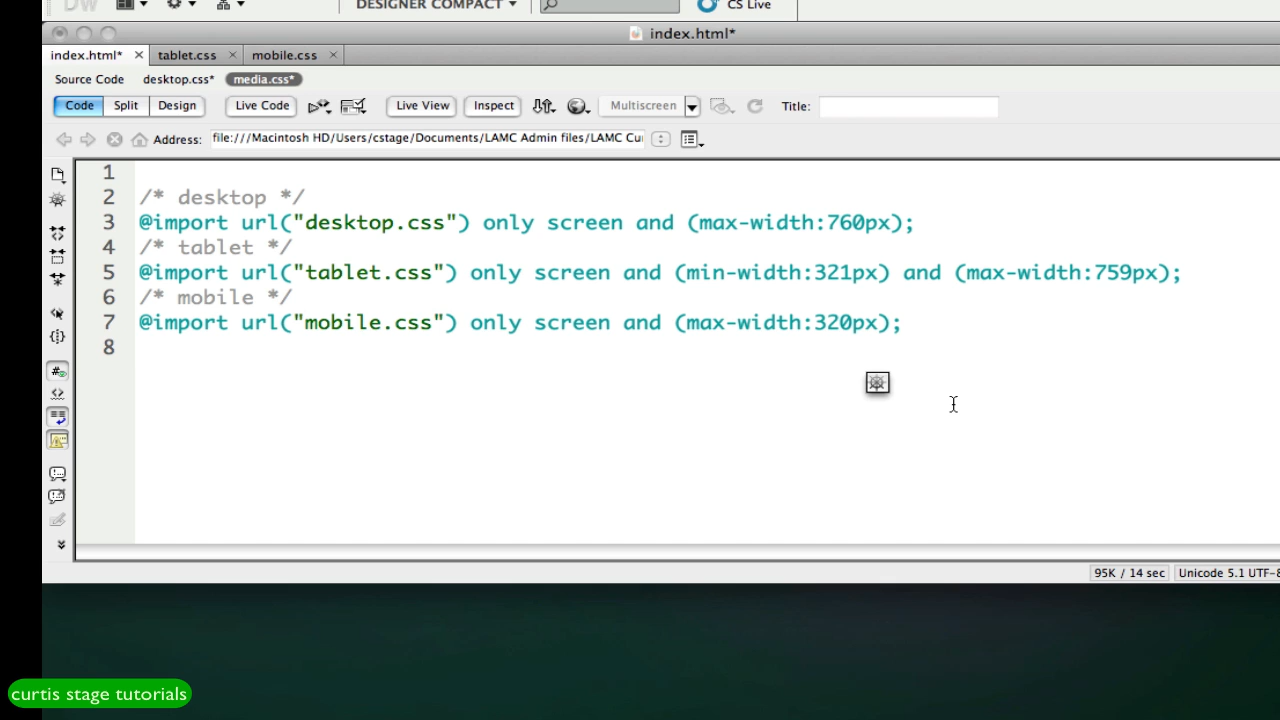 DW DESIGNER COMPACT CS Live
index.html*
index.html* tablet.css mobile.css
Source Code desktop.css* media.css*
Code Split Design Live Code Live View Inspect Multiscreen Title:
Address: file:///Macintosh HD/Users/cstage/Documents/LAMC Admin files/LAMC Cu
1
2 /* desktop */
3 @import url("desktop.css") only screen and (max-width:760px);
4 /* tablet */
5 @import url("tablet.css") only screen and (min-width:321px) and (max-width:759px);
6 /* mobile */
7 @import url("mobile.css") only screen and (max-width:320px);
8
95K / 14 sec Unicode 5.1 UTF-8
curtis stage tutorials